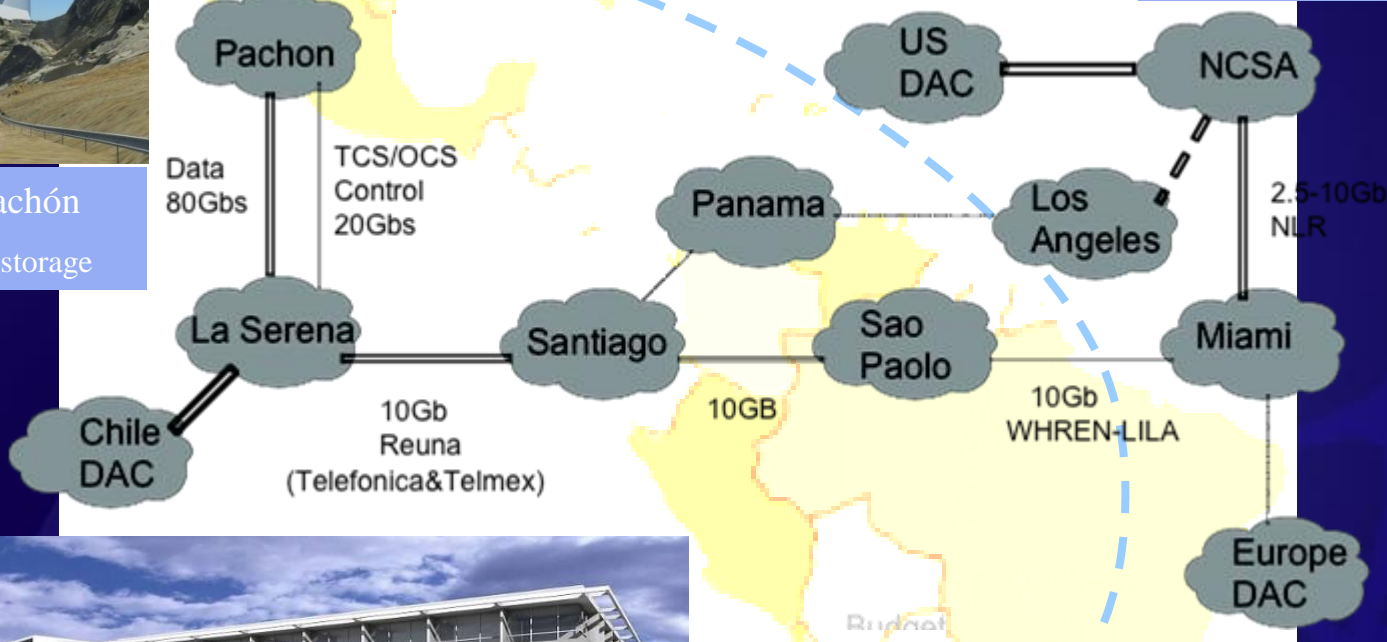 Pachon
US
DAC
NCSA
Data
80Gbs
TCS/OCS
Control
20Gbs
achón
storage
Panama
Los
Angeles
2.5-10Gb
NLR
La Serena
Santiago
Sao
Paolo
Miami
10Gb
Reuna
(Telefonica&Telmex)
10GB
10Gb
WHREN-LILA
Chile
DAC
Europe
DAC
Budget